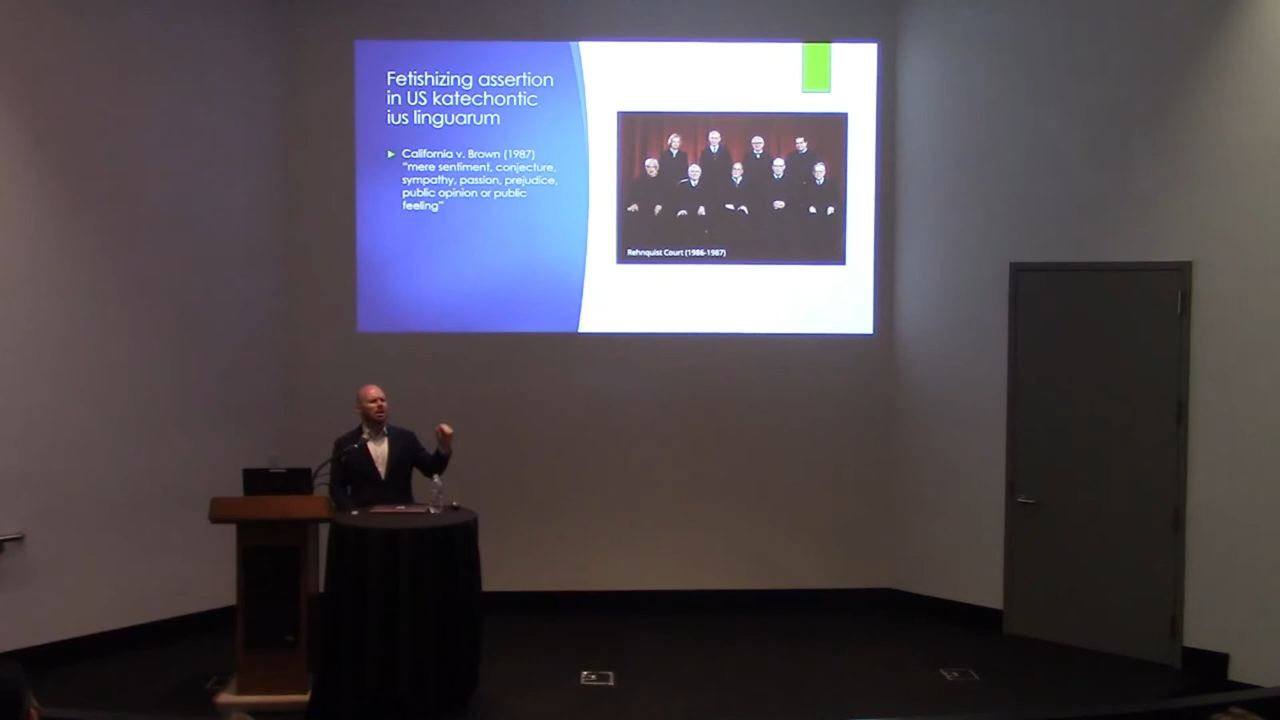 Fetishizing assertion
in US katechontic
ius linguarum
California v. Brown (1987)
"mere sentiment, conjecture,
sympathy, passion, prejudice,
public opinion or public
feeling"
Rehnquist Court (1986-1987)